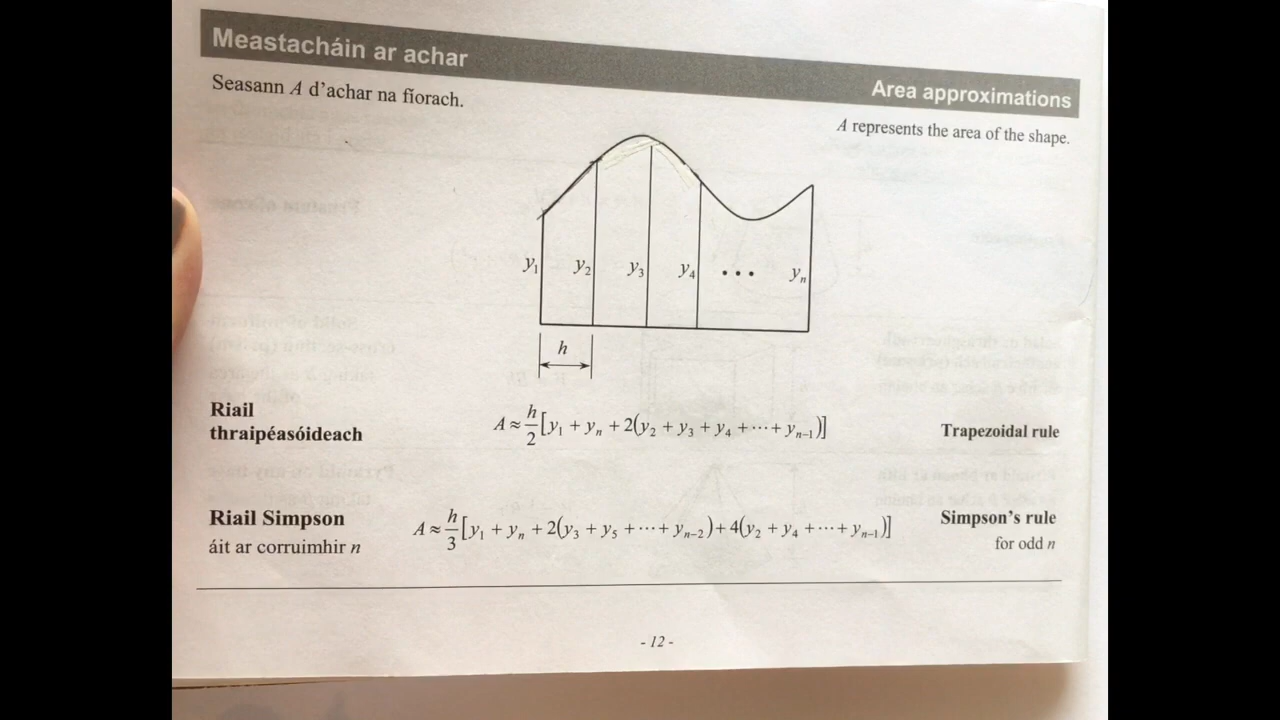 Meastacháin ar achar
Area approximations
Seasann A d’achar na fíorach.
A represents the area of the shape.
y₁ y₂ y₃ y₄ ••• yₙ
h
Riail
thraipéasóideach
A ≈ h/2 [y₁ + yₙ + 2(y₂ + y₃ + y₄ + ⋯ + yₙ₋₁)]
Trapezoidal rule
Riail Simpson
áit ar corruimhir n
A ≈ h/3 [y₁ + yₙ + 2(y₃ + y₅ + ⋯ + yₙ₋₂) + 4(y₂ + y₄ + ⋯ + yₙ₋₁)]
Simpson’s rule
for odd n
- 12 -